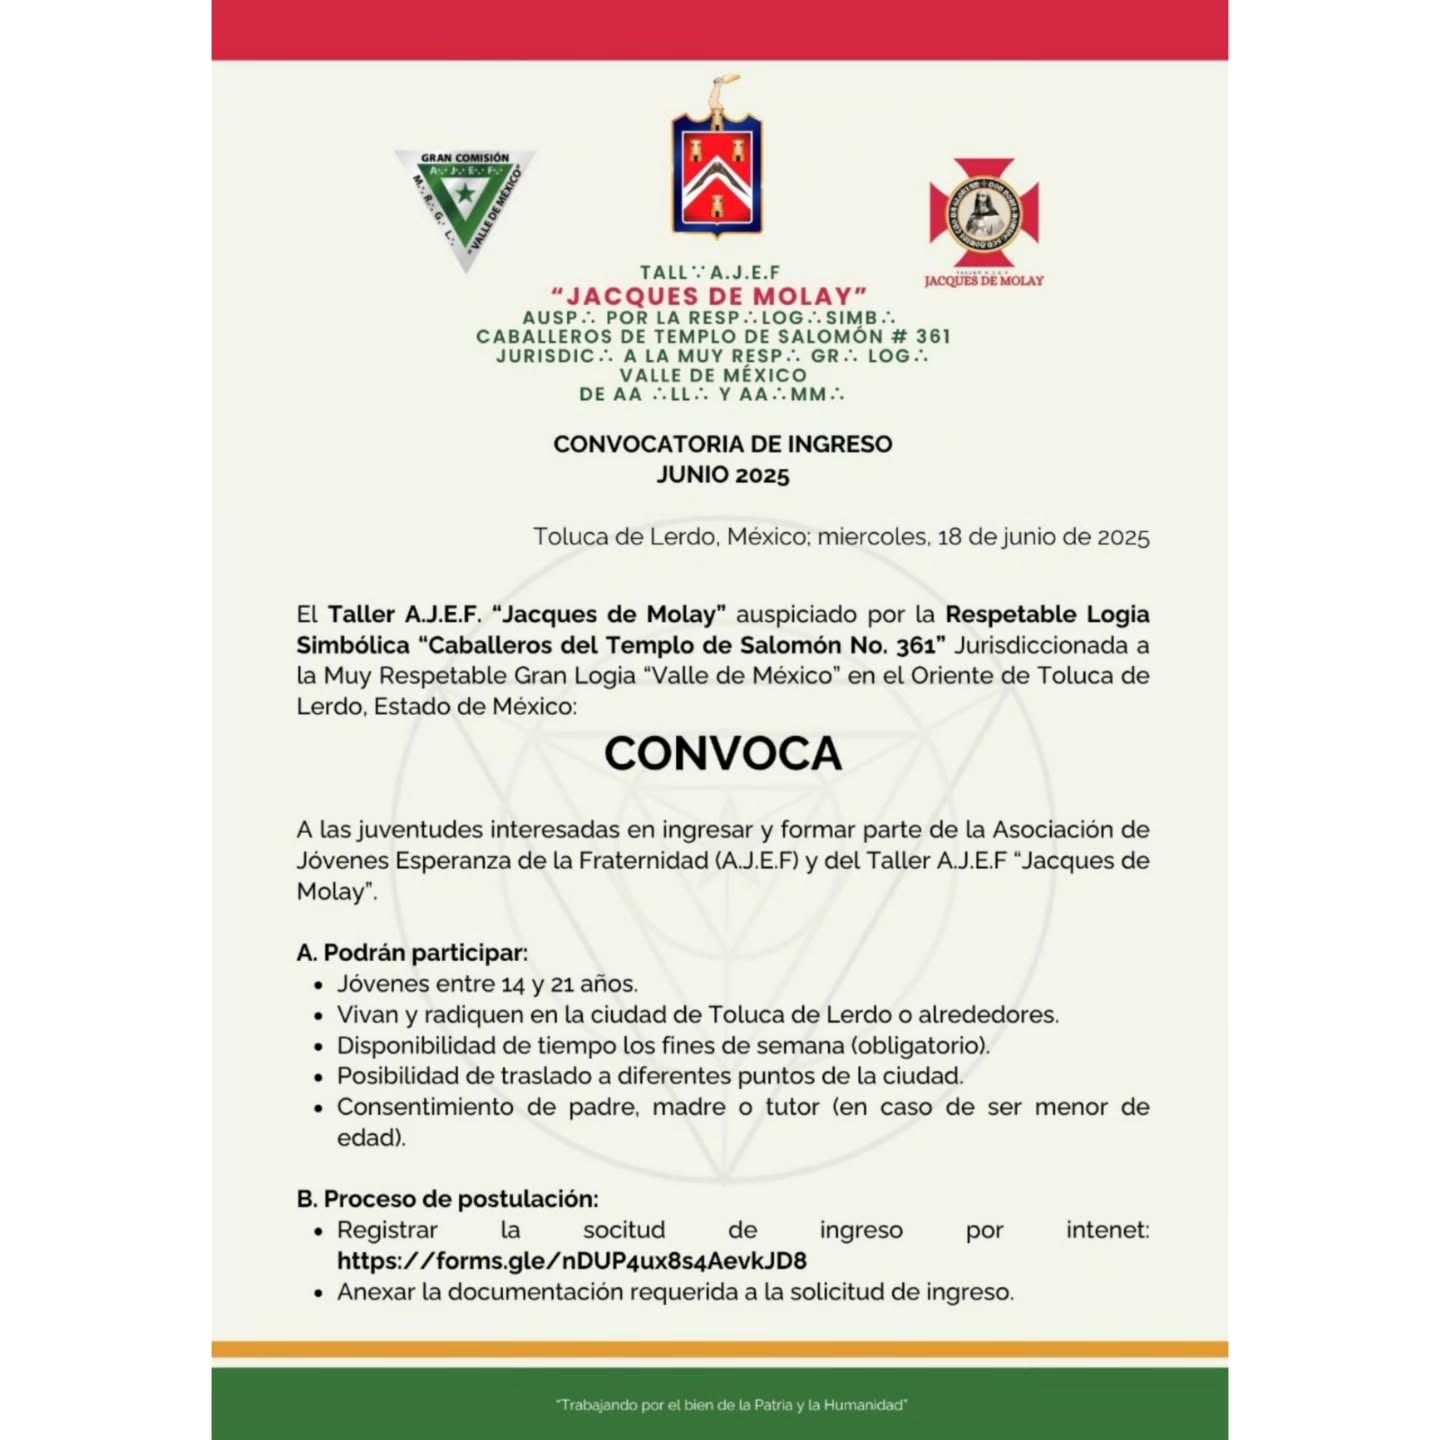 GRAN COMISIÓN
A∴J∴E∴F∴
M∴R∴G∴L∴
"VALLE DE MÉXICO"
JACQUES DE MOLAY
TALL∵A.J.E.F
“JACQUES DE MOLAY”
AUSP∴ POR LA RESP∴LOG∴SIMB∴
CABALLEROS DE TEMPLO DE SALOMÓN # 361
JURISDIC∴ A LA MUY RESP∴ GR∴ LOG∴
VALLE DE MÉXICO
DE AA ∴LL∴ Y AA∴MM∴
CONVOCATORIA DE INGRESO
JUNIO 2025
Toluca de Lerdo, México; miercoles, 18 de junio de 2025
El Taller A.J.E.F. “Jacques de Molay” auspiciado por la Respetable Logia
Simbólica “Caballeros del Templo de Salomón No. 361” Jurisdiccionada a
la Muy Respetable Gran Logia “Valle de México” en el Oriente de Toluca de
Lerdo, Estado de México:
CONVOCA
A las juventudes interesadas en ingresar y formar parte de la Asociación de
Jóvenes Esperanza de la Fraternidad (A.J.E.F) y del Taller A.J.E.F “Jacques de
Molay”.
A. Podrán participar:
• Jóvenes entre 14 y 21 años.
• Vivan y radiquen en la ciudad de Toluca de Lerdo o alrededores.
• Disponibilidad de tiempo los fines de semana (obligatorio).
• Posibilidad de traslado a diferentes puntos de la ciudad.
• Consentimiento de padre, madre o tutor (en caso de ser menor de
edad).
B. Proceso de postulación:
• Registrar la socitud de ingreso por intenet:
https://forms.gle/nDUP4ux8s4AevkJD8
• Anexar la documentación requerida a la solicitud de ingreso.
“Trabajando por el bien de la Patria y la Humanidad”